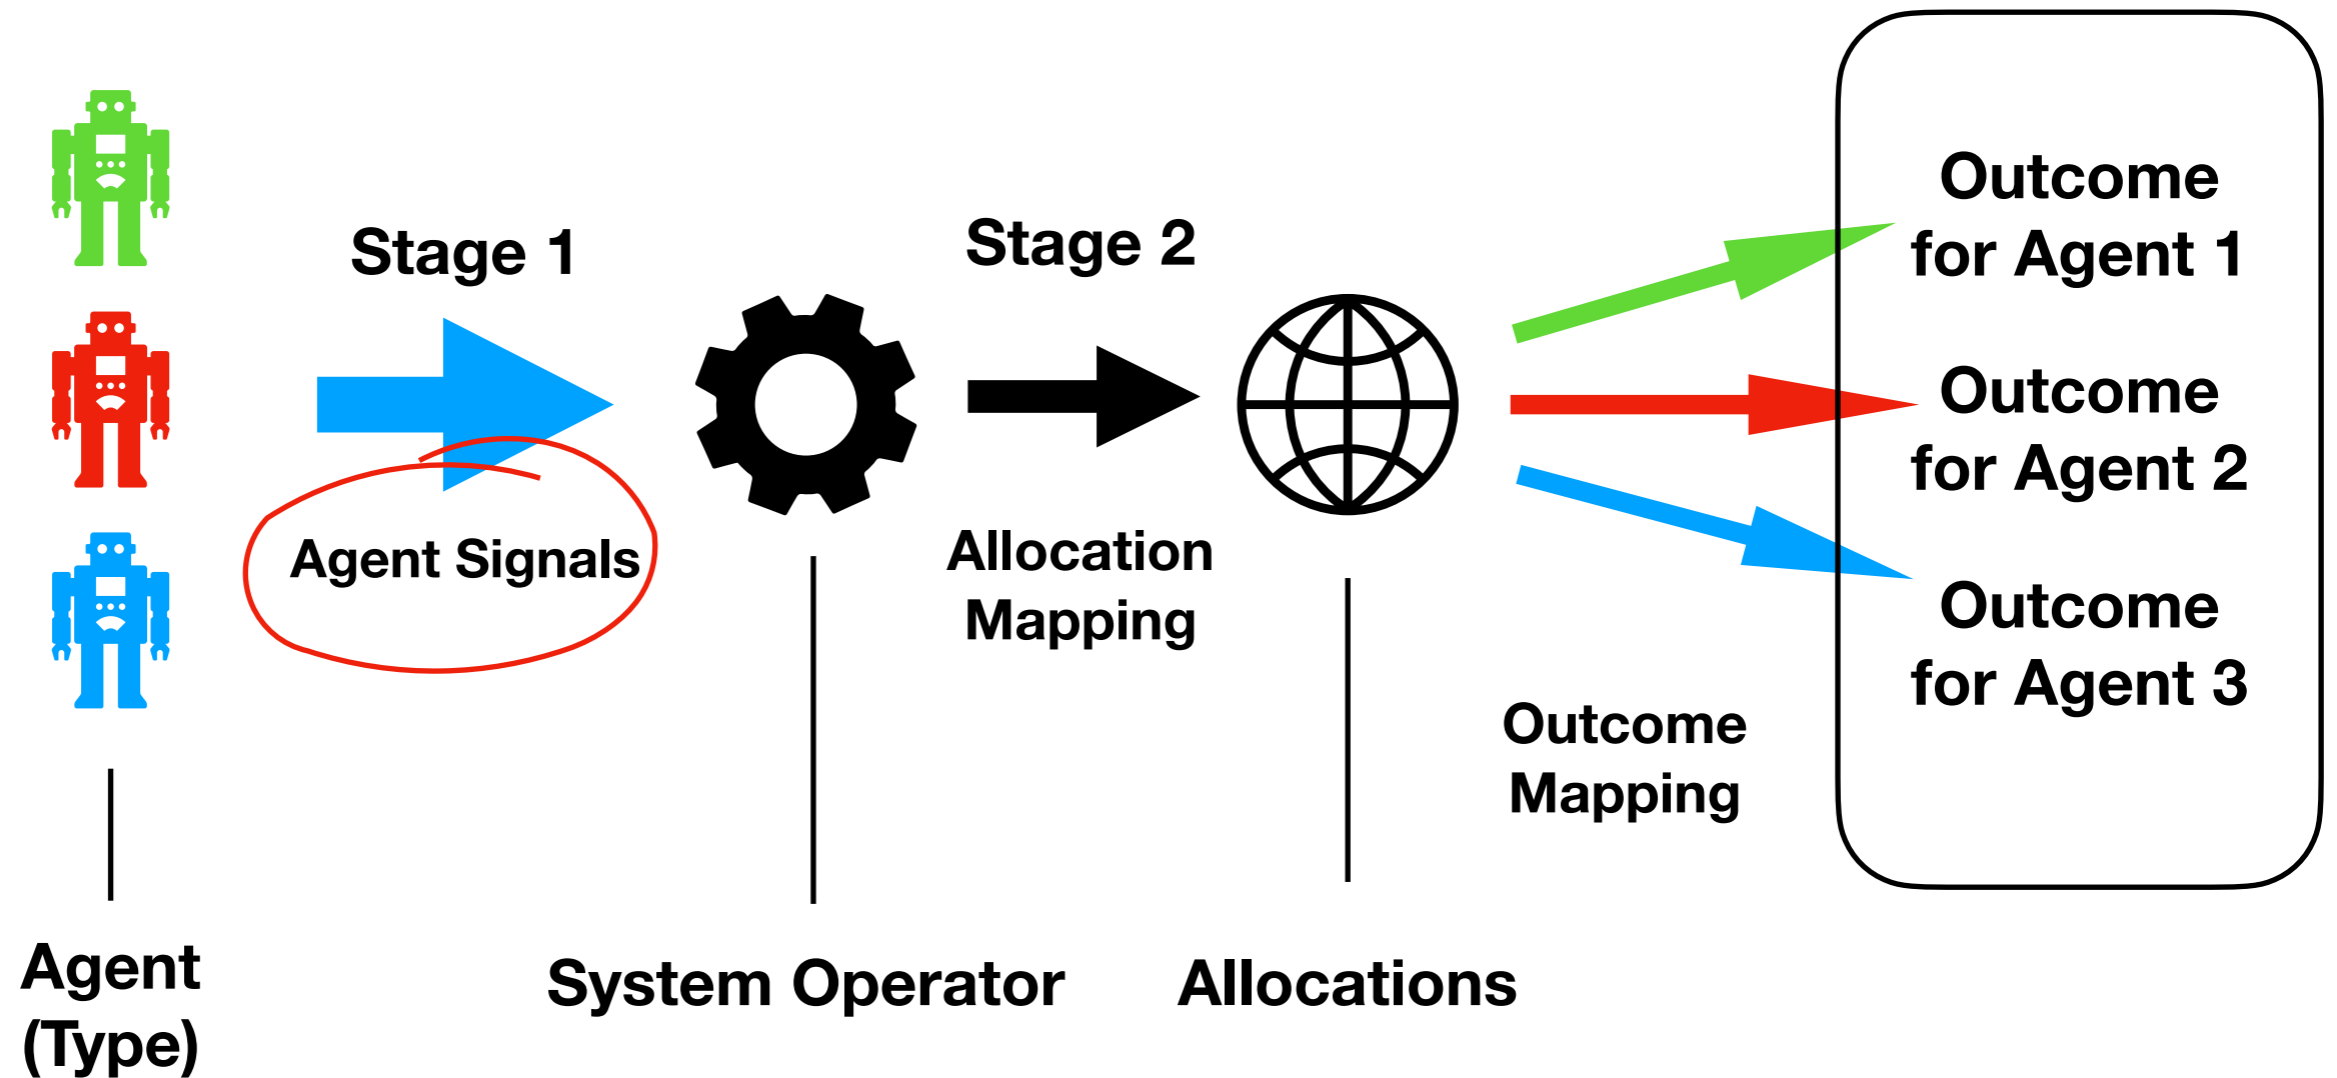 Stage 1
Agent Signals
Stage 2
Allocation
Mapping
Outcome
Mapping
Outcome
for Agent 1
Outcome
for Agent 2
Outcome
for Agent 3
Agent
(Type)
System Operator
Allocations